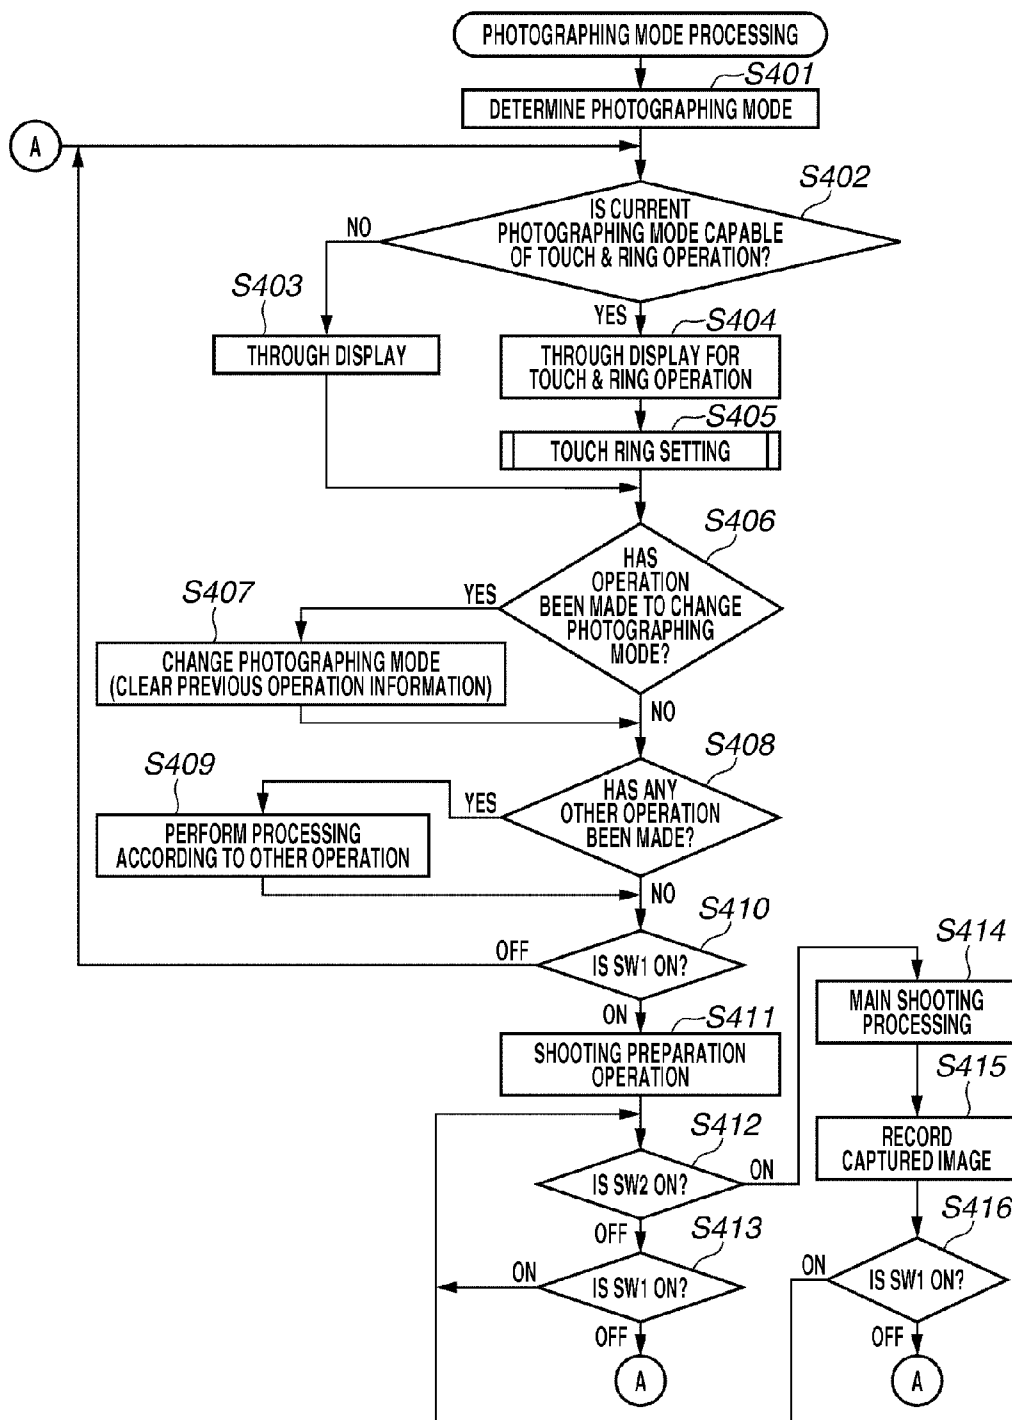 PHOTOGRAPHING MODE PROCESSING
S401
DETERMINE PHOTOGRAPHING MODE
A
S402
IS CURRENT
PHOTOGRAPHING MODE CAPABLE
OF TOUCH & RING OPERATION?
NO
YES
S403
THROUGH DISPLAY
S404
THROUGH DISPLAY FOR
TOUCH & RING OPERATION
S405
TOUCH RING SETTING
S406
HAS
OPERATION
BEEN MADE TO CHANGE
PHOTOGRAPHING
MODE?
YES
NO
S407
CHANGE PHOTOGRAPHING MODE
(CLEAR PREVIOUS OPERATION INFORMATION)
S408
HAS ANY
OTHER OPERATION
BEEN MADE?
YES
NO
S409
PERFORM PROCESSING
ACCORDING TO OTHER OPERATION
S410
IS SW1 ON?
OFF
ON
S411
SHOOTING PREPARATION
OPERATION
S412
IS SW2 ON?
ON
OFF
S413
IS SW1 ON?
ON
OFF
A
S414
MAIN SHOOTING
PROCESSING
S415
RECORD
CAPTURED IMAGE
S416
IS SW1 ON?
ON
OFF
A